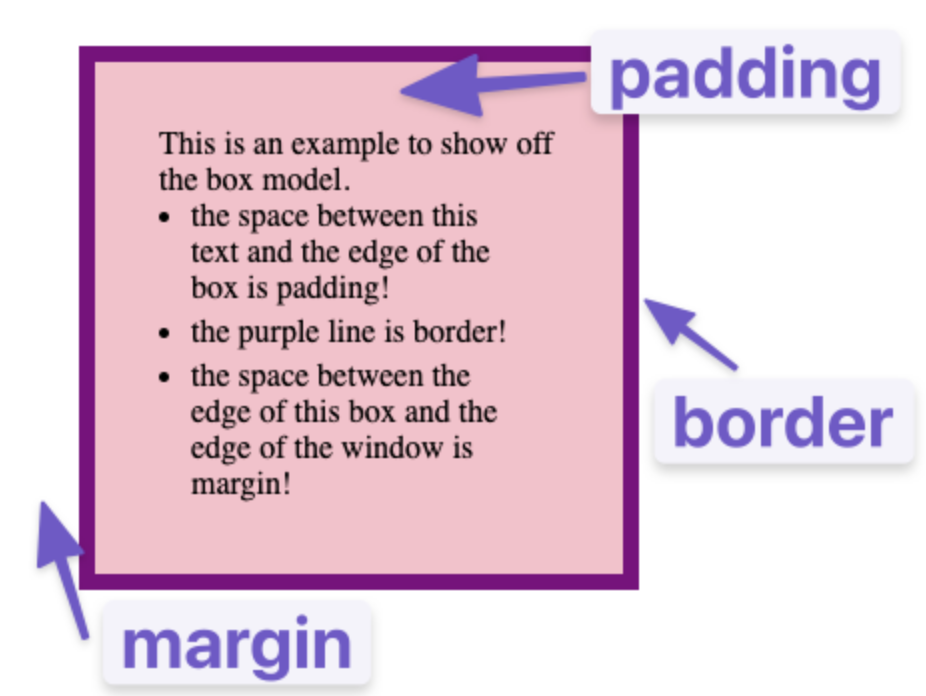 padding
This is an example to show off
the box model.
• the space between this
text and the edge of the
box is padding!
• the purple line is border!
• the space between the
edge of this box and the
edge of the window is
margin!
border
margin